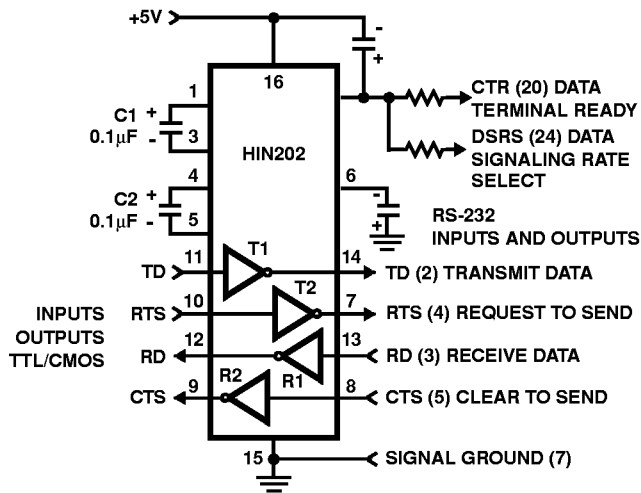 +5V
-
+
16
1
CTR (20) DATA
TERMINAL READY
C1
+
0.1µF
-
3
HIN202
DSRS (24) DATA
SIGNALING RATE
SELECT
4
6
C2
+
0.1µF
-
5
-
+
RS-232
INPUTS AND OUTPUTS
TD
11
T1
14
TD (2) TRANSMIT DATA
INPUTS
OUTPUTS
TTL/CMOS
RTS
10
T2
7
RTS (4) REQUEST TO SEND
RD
12
R1
13
RD (3) RECEIVE DATA
CTS
9
R2
8
CTS (5) CLEAR TO SEND
15
SIGNAL GROUND (7)